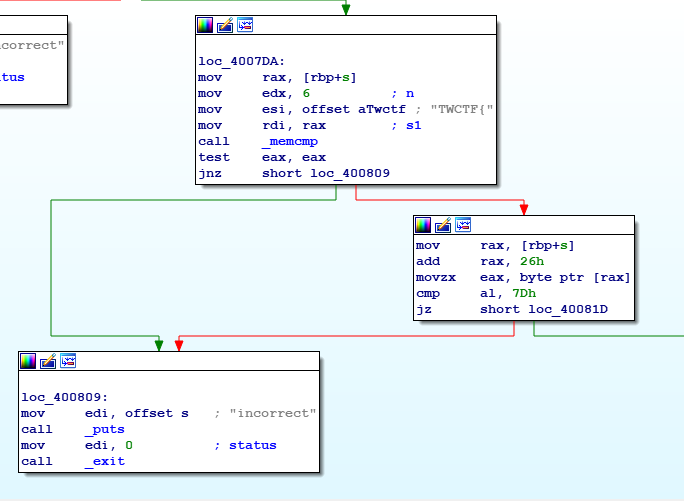 correct"
tus
loc_4007DA:
mov rax, [rbp+s]
mov edx, 6 ; n
mov esi, offset aTwctf ; "TWCTF{"
mov rdi, rax ; s1
call _memcmp
test eax, eax
jnz short loc_400809
mov rax, [rbp+s]
add rax, 26h
movzx eax, byte ptr [rax]
cmp al, 7Dh
jz short loc_40081D
loc_400809:
mov edi, offset s ; "incorrect"
call _puts
mov edi, 0 ; status
call _exit